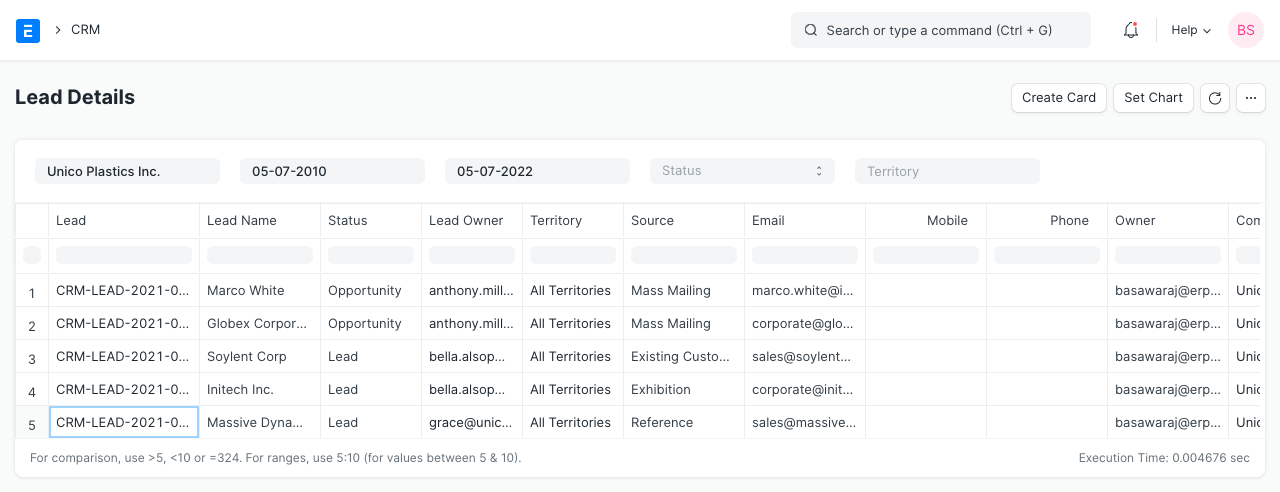 E > CRM Search or type a command (Ctrl + G) Help BS
Lead Details Create Card Set Chart ...
Unico Plastics Inc. 05-07-2010 05-07-2022 Status Territory
Lead Lead Name Status Lead Owner Territory Source Email Mobile Phone Owner Com
1 CRM-LEAD-2021-0... Marco White Opportunity anthony.mill... All Territories Mass Mailing marco.white@i... basawaraj@erp... Unic
2 CRM-LEAD-2021-0... Globex Corpor... Opportunity anthony.mill... All Territories Mass Mailing corporate@glo... basawaraj@erp... Unic
3 CRM-LEAD-2021-0... Soylent Corp Lead bella.alsop... All Territories Existing Custo... sales@soylent... basawaraj@erp... Unic
4 CRM-LEAD-2021-0... Initech Inc. Lead bella.alsop... All Territories Exhibition corporate@init... basawaraj@erp... Unic
5 CRM-LEAD-2021-0... Massive Dyna... Lead grace@unic... All Territories Reference sales@massive... basawaraj@erp... Unic
For comparison, use >5, <10 or =324. For ranges, use 5:10 (for values between 5 & 10). Execution Time: 0.004676 sec